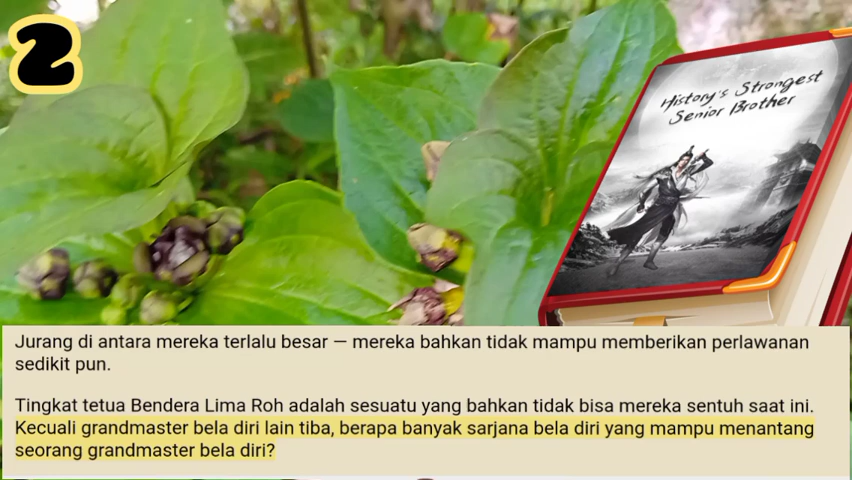 2
History's Strongest
Senior Brother
Jurang di antara mereka terlalu besar — mereka bahkan tidak mampu memberikan perlawanan
sedikit pun.
Tingkat tetua Bendera Lima Roh adalah sesuatu yang bahkan tidak bisa mereka sentuh saat ini.
Kecuali grandmaster bela diri lain tiba, berapa banyak sarjana bela diri yang mampu menantang
seorang grandmaster bela diri?